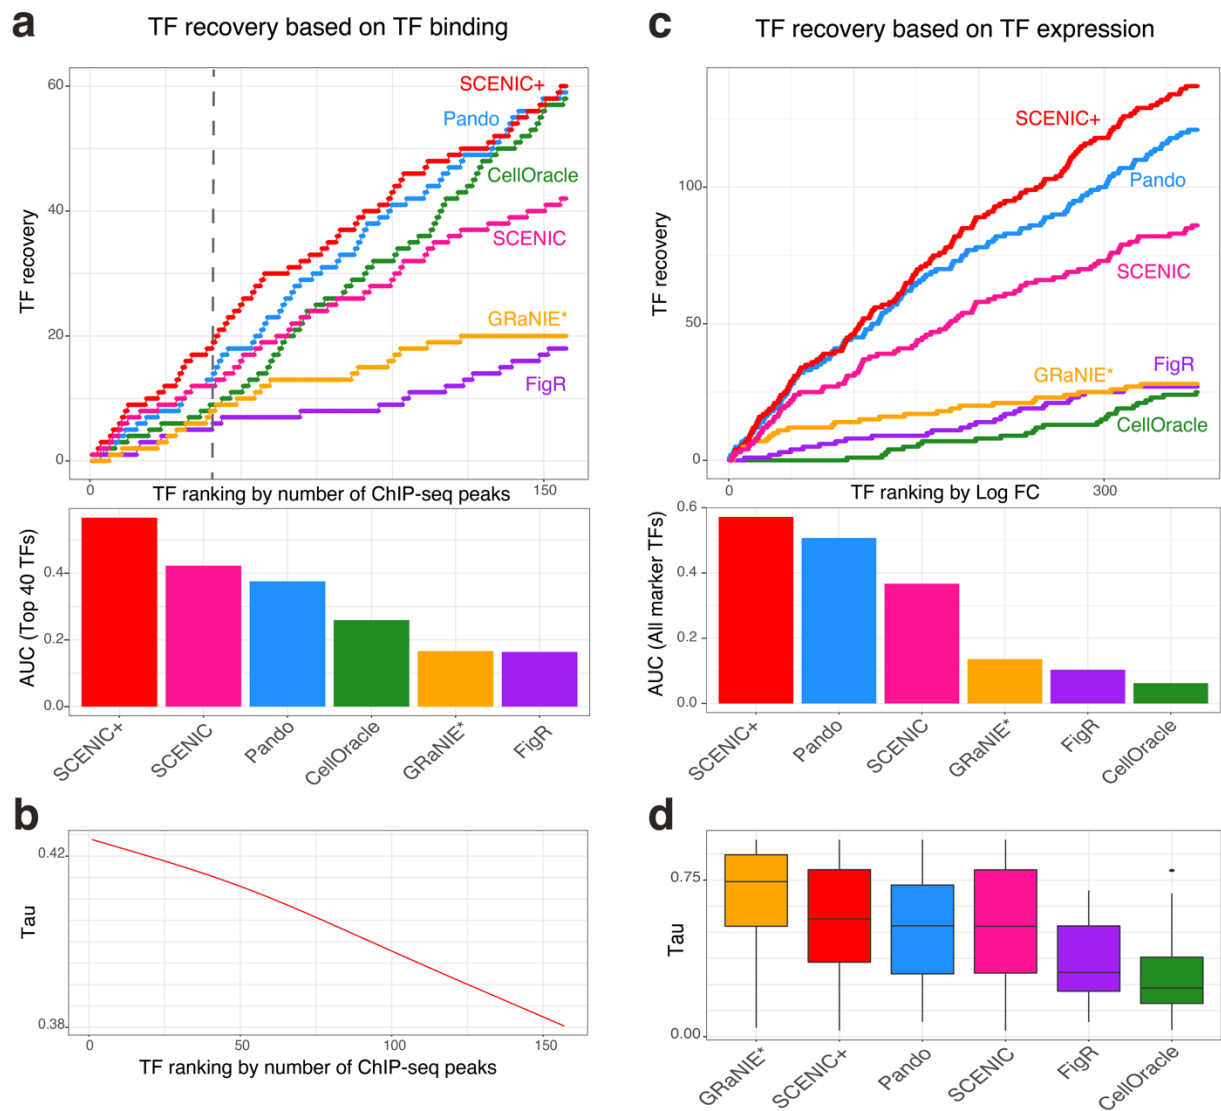 a
TF recovery based on TF binding
60
40
20
0
TF recovery
SCENIC+
Pando
CellOracle
SCENIC
GRaNIE*
FigR
0
150
TF ranking by number of ChIP-seq peaks
AUC (Top 40 TFs)
0.4
0.2
0.0
SCENIC+
SCENIC
Pando
CellOracle
GRaNIE*
FigR
b
Tau
0.42
0.38
0
50
100
150
TF ranking by number of ChIP-seq peaks
c
TF recovery based on TF expression
100
50
0
TF recovery
SCENIC+
Pando
SCENIC
GRaNIE*
FigR
CellOracle
0
300
TF ranking by Log FC
AUC (All marker TFs)
0.6
0.4
0.2
0.0
SCENIC+
Pando
SCENIC
GRaNIE*
FigR
CellOracle
d
Tau
0.75
0.00
GRaNIE*
SCENIC+
Pando
SCENIC
FigR
CellOracle